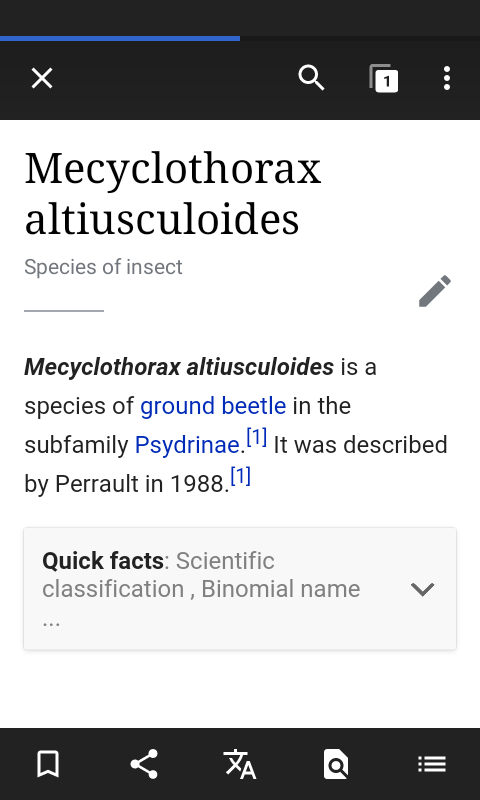 1
Mecyclothorax
altiusculoides
Species of insect
Mecyclothorax altiusculoides is a
species of ground beetle in the
subfamily Psydrinae.[1] It was described
by Perrault in 1988.[1]
Quick facts: Scientific
classification , Binomial name
...